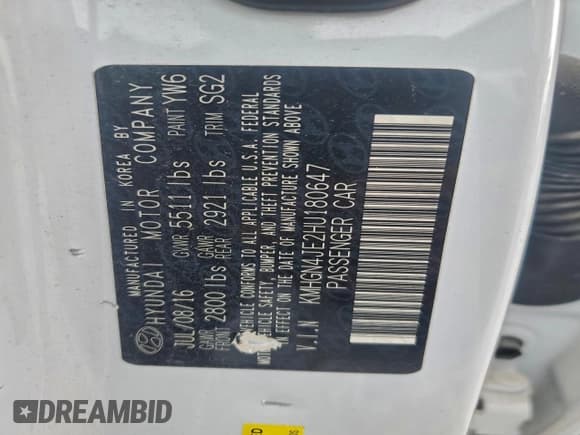 MANUFACTURED IN KOREA BY
HYUNDAI MOTOR COMPANY
JUL/08/16 GVWR 5511 lbs PAINT YW6
GAWR FRONT 2800 lbs GAWR REAR 2921 lbs TRIM SG2
VEHICLE CONFORMS TO ALL APPLICABLE U.S.A. FEDERAL
MOTOR VEHICLE SAFETY, BUMPER, AND THEFT PREVENTION STANDARDS
IN EFFECT ON THE DATE OF MANUFACTURE SHOWN ABOVE.
V.I.N KMHGN4JE2HU180647
PASSENGER CAR
DREAMBID